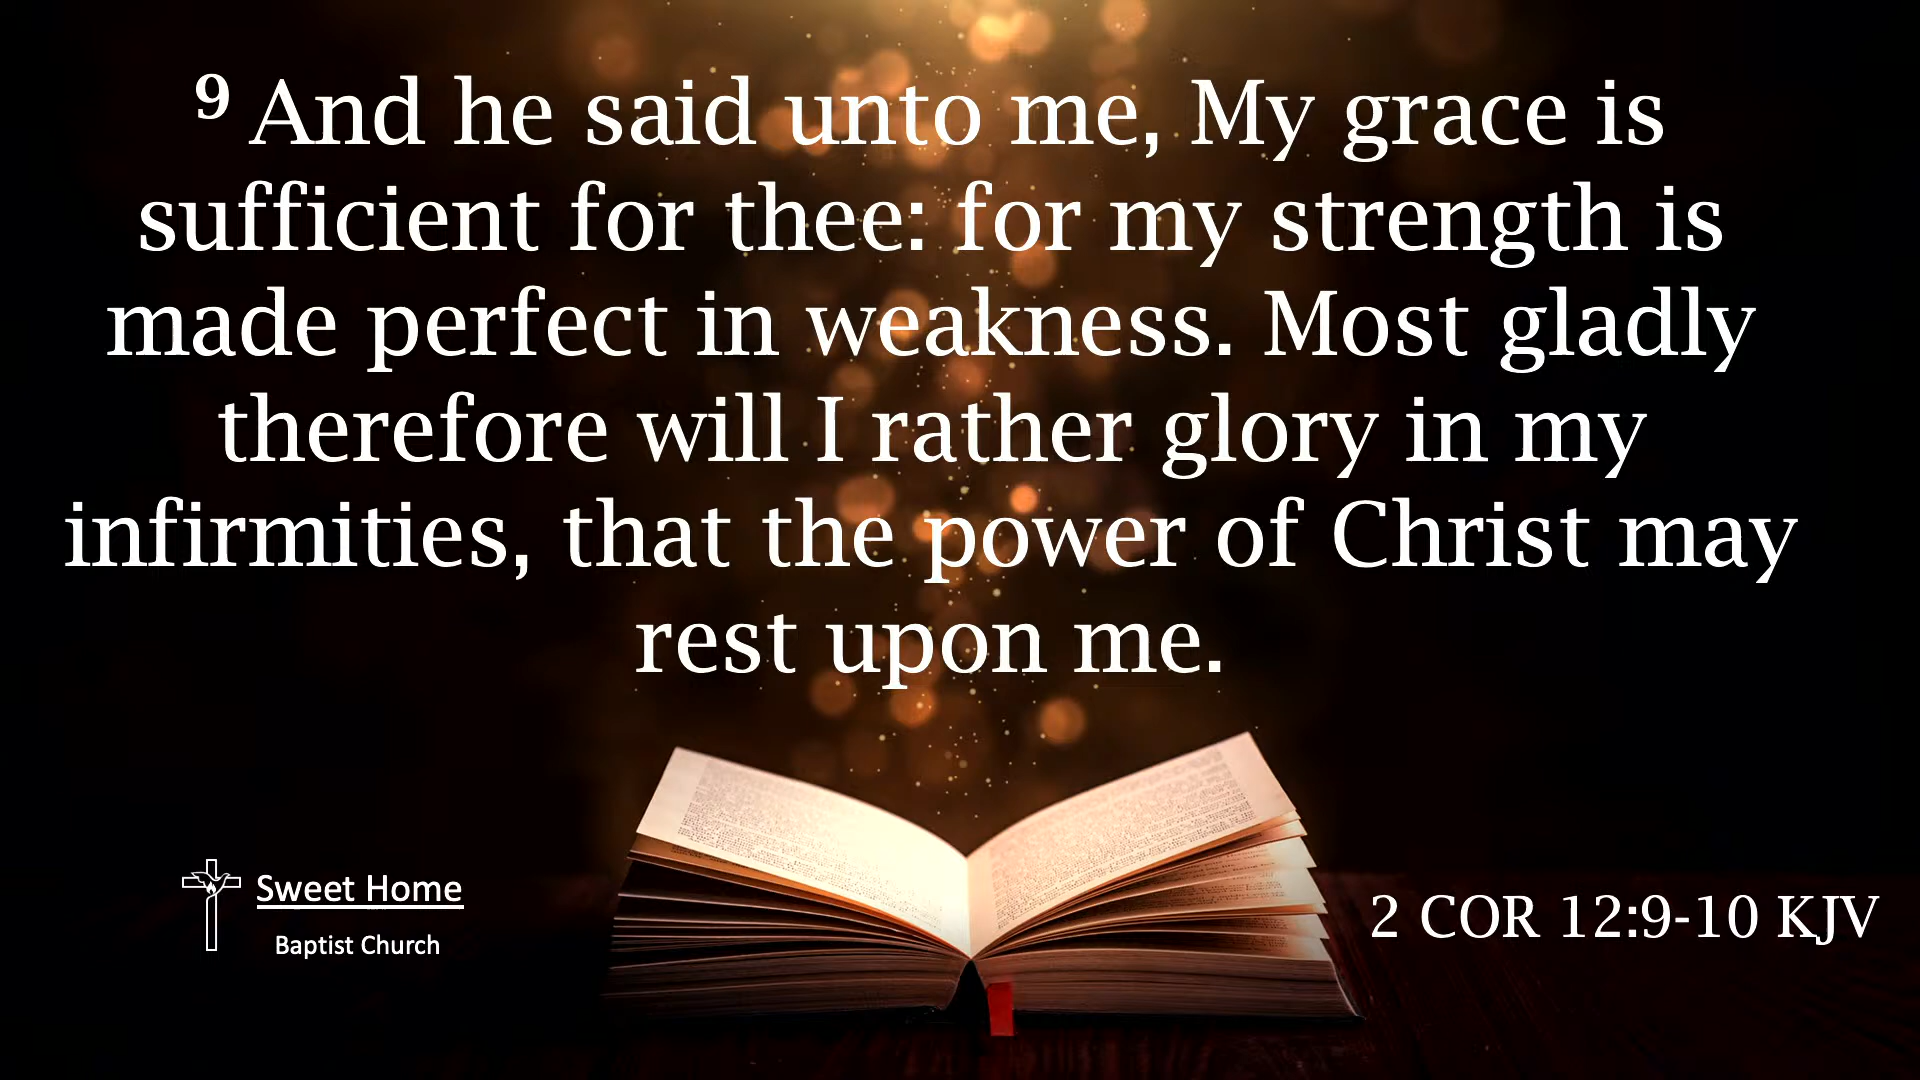 9 And he said unto me, My grace is
sufficient for thee: for my strength is
made perfect in weakness. Most gladly
therefore will I rather glory in my
infirmities, that the power of Christ may
rest upon me.
Sweet Home
Baptist Church
2 COR 12:9-10 KJV